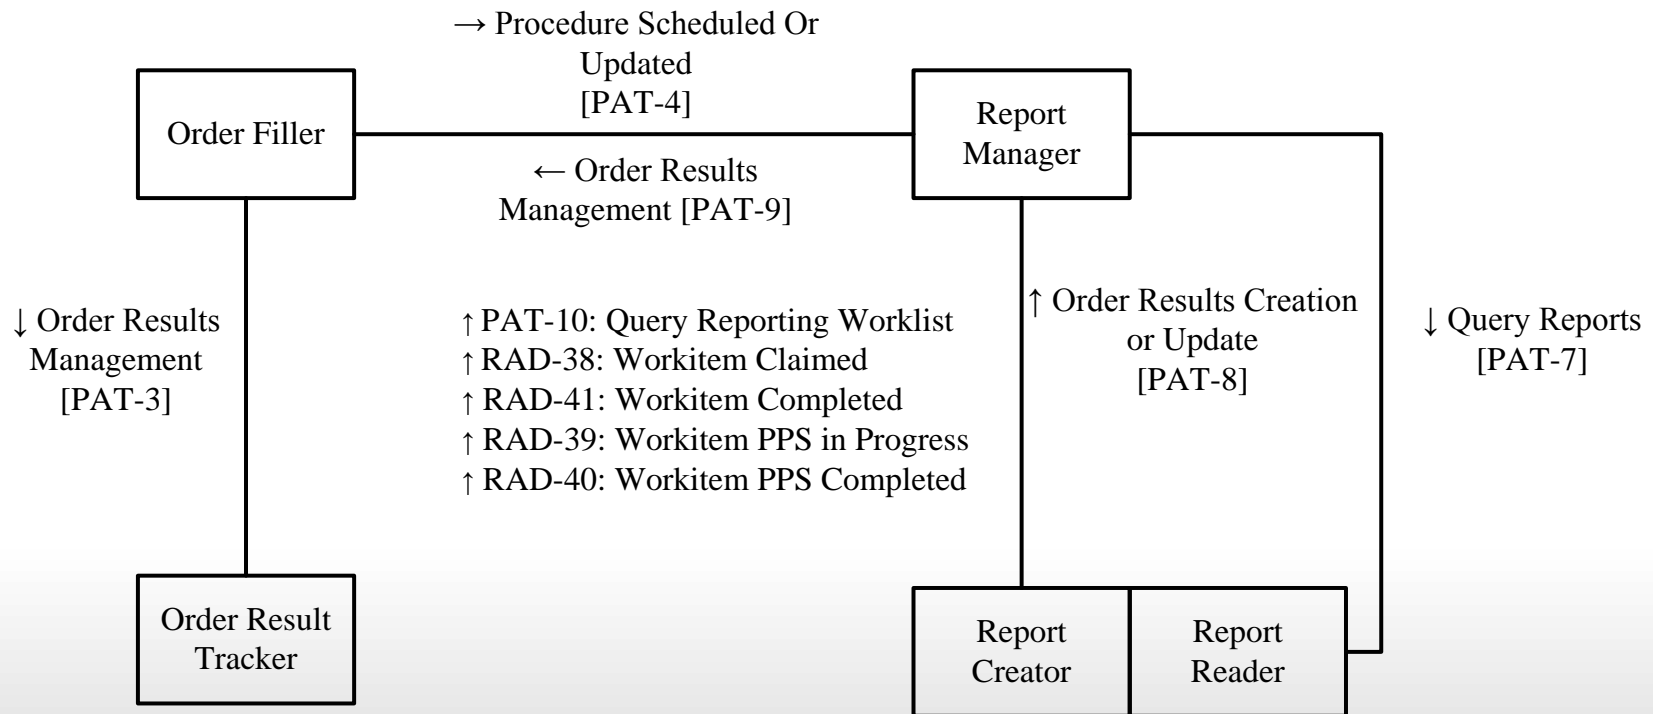 → Procedure Scheduled Or
Updated
[PAT-4]
Order Filler
Report
Manager
← Order Results
Management [PAT-9]
↓ Order Results
Management
[PAT-3]
↑ PAT-10: Query Reporting Worklist
↑ RAD-38: Workitem Claimed
↑ RAD-41: Workitem Completed
↑ RAD-39: Workitem PPS in Progress
↑ RAD-40: Workitem PPS Completed
↑ Order Results Creation
or Update
[PAT-8]
↓ Query Reports
[PAT-7]
Order Result
Tracker
Report
Creator
Report
Reader